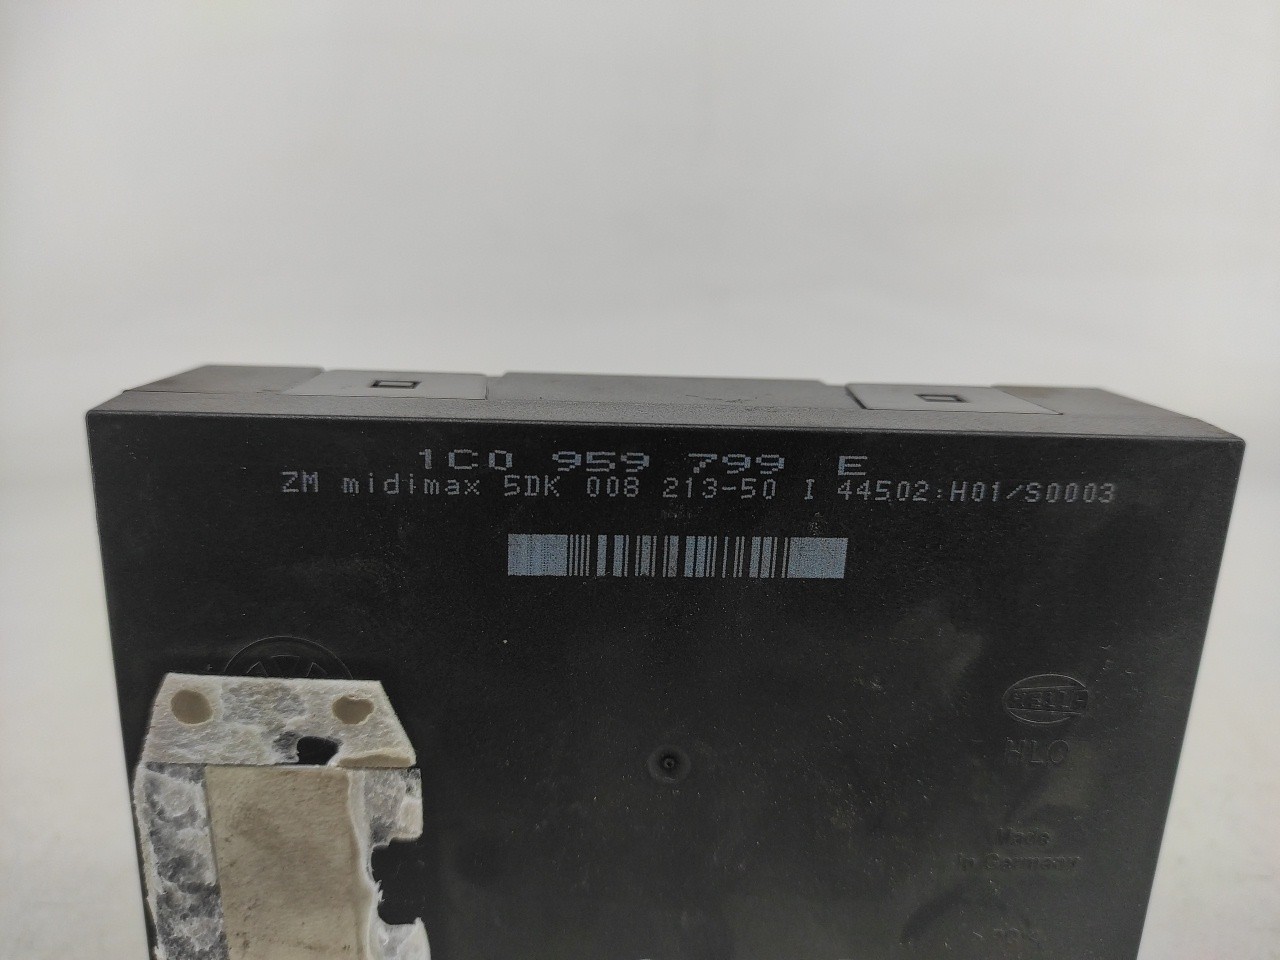 1C0 959 799 E
ZM midimax 5DK 008 213-50 I 44502:H01/S0003
HELLA
HLO
Made
in Germany